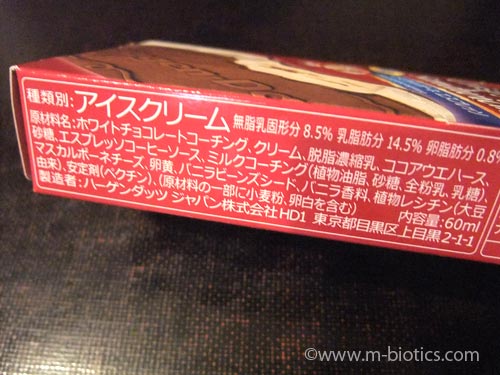 種類別:アイスクリーム 無脂乳固形分 8.5% 乳脂肪分 14.5% 卵脂肪分 0.8%
原材料名:ホワイトチョコレートコーチング、クリーム、脱脂濃縮乳、ココアウエハース、
砂糖、エスプレッソコーヒーソース、ミルクコーチング(植物油脂、砂糖、全粉乳、乳糖)、
マスカルポーネチーズ、卵黄、バニラビーンズシード、バニラ香料、植物レシチン(大豆
由来)、安定剤(ペクチン)、(原材料の一部に小麦粉、卵白を含む) 内容量:60ml
製造者:ハーゲンダッツ ジャパン株式会社HD1 東京都目黒区上目黒2-1-1
©www.m-biotics.com